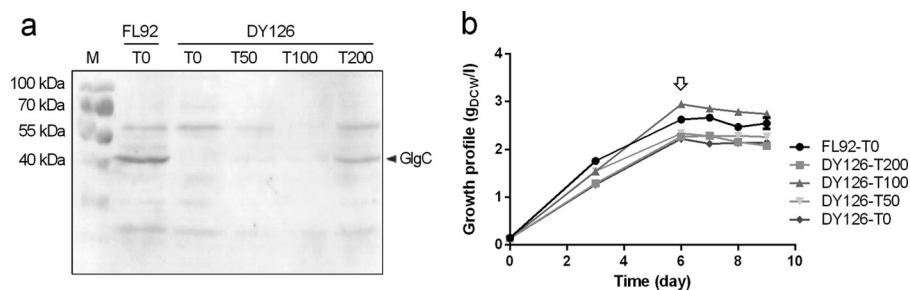 a
FL92 DY126
M T0 T0 T50 T100 T200
100 kDa
70 kDa
55 kDa
40 kDa
GlgC
b
Growth profile (gDCW/l)
4
3
2
1
0
0 2 4 6 8 10
Time (day)
FL92-T0
DY126-T200
DY126-T100
DY126-T50
DY126-T0